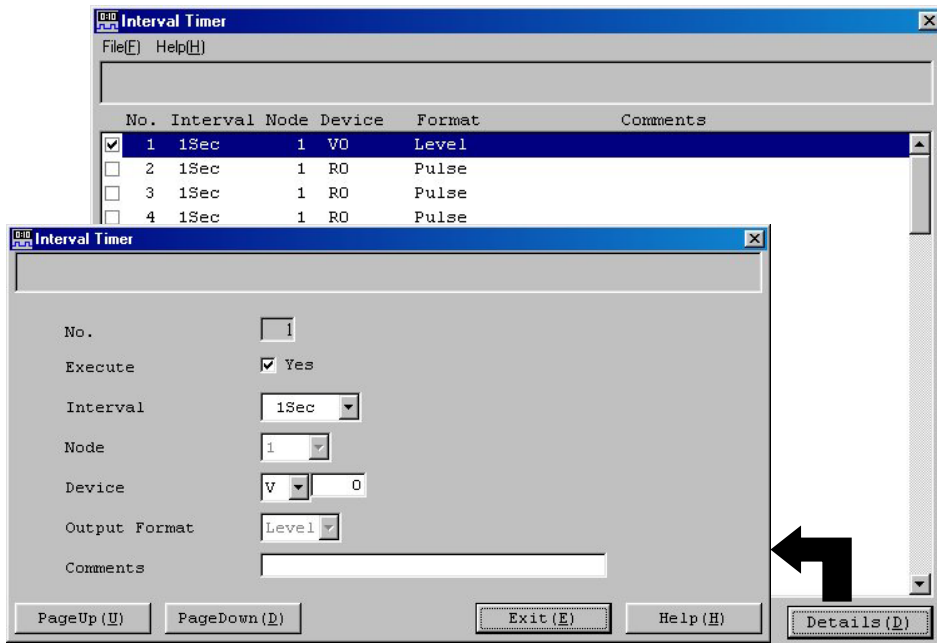 Interval Timer
File(F) Help(H)
No. Interval Node Device Format Comments
1 1Sec 1 V0 Level
2 1Sec 1 R0 Pulse
3 1Sec 1 R0 Pulse
4 1Sec 1 R0 Pulse
Interval Timer
No. 1
Execute Yes
Interval 1Sec
Node 1
Device V 0
Output Format Level
Comments
PageUp(U) PageDown(D) Exit(E) Help(H) Details(D)